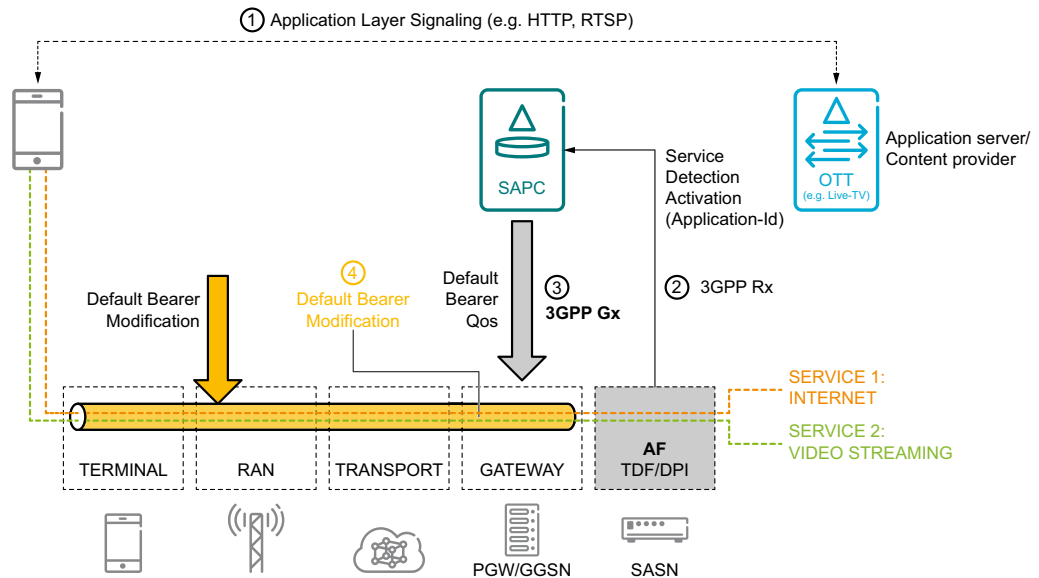 1 Application Layer Signaling (e.g. HTTP, RTSP)
SAPC
Service
Detection
Activation
(Application-Id)
OTT
(e.g. Live-TV)
Application server/
Content provider
Default Bearer
Modification
4
Default Bearer
Modification
Default
Bearer
Qos
3
3GPP Gx
2 3GPP Rx
SERVICE 1:
INTERNET
SERVICE 2:
VIDEO STREAMING
TERMINAL
RAN
TRANSPORT
GATEWAY
AF
TDF/DPI
PGW/GGSN
SASN